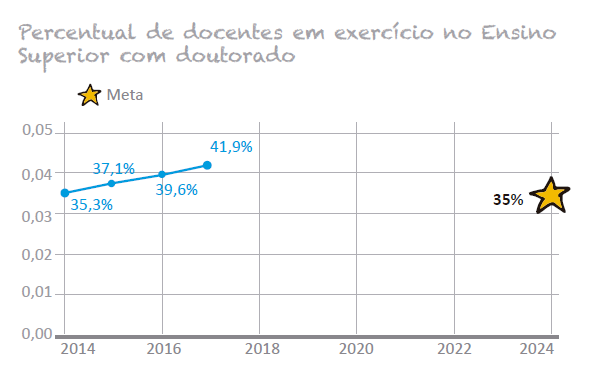 Percentual de docentes em exercício no Ensino
Superior com doutorado
Meta
0,05
41,9%
37,1%
0,04
39,6%
35,3%
35%
0,03
0,02
0,01
0,00
2014 2016 2018 2020 2022 2024